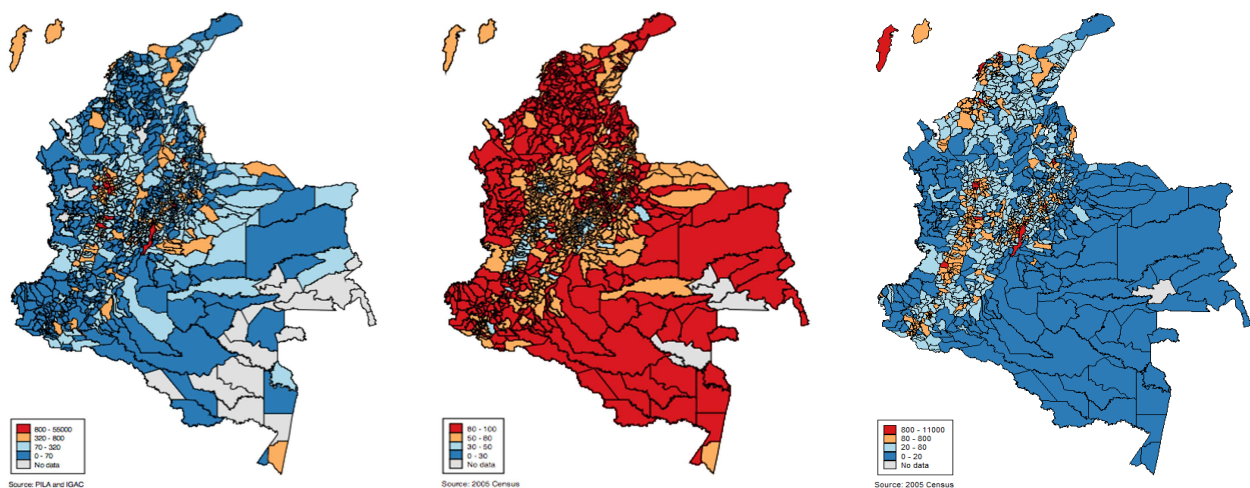 800 - 55000
320 - 800
70 - 320
0 - 70
No data
Source: PILA and IGAC
80 - 100
50 - 80
30 - 50
0 - 30
No data
Source: 2005 Census
800 - 11000
80 - 800
20 - 80
0 - 20
No data
Source: 2005 Census